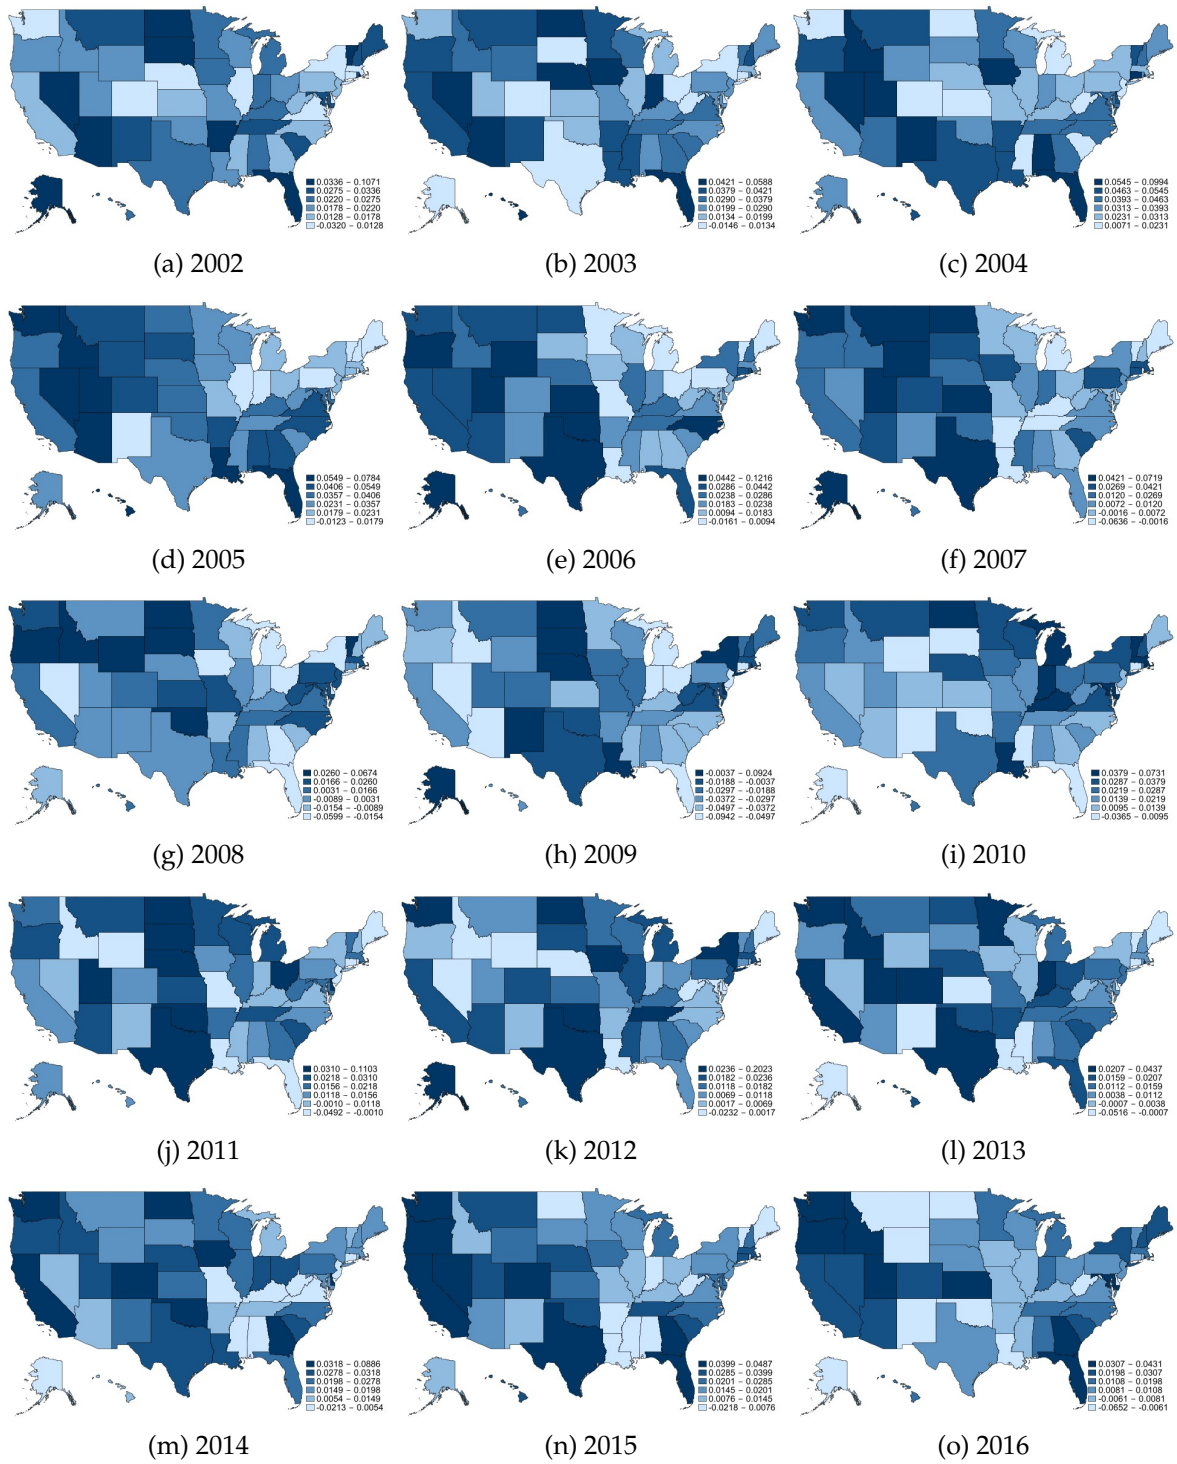 0.0336 – 0.1071
0.0275 – 0.0336
0.0220 – 0.0275
0.0178 – 0.0220
0.0128 – 0.0178
-0.0320 – 0.0128
(a) 2002
0.0421 – 0.0588
0.0379 – 0.0421
0.0290 – 0.0379
0.0199 – 0.0290
0.0134 – 0.0199
-0.0146 – 0.0134
(b) 2003
0.0545 – 0.0994
0.0463 – 0.0545
0.0393 – 0.0463
0.0313 – 0.0393
0.0231 – 0.0313
0.0071 – 0.0231
(c) 2004
0.0549 – 0.0784
0.0406 – 0.0549
0.0357 – 0.0406
0.0231 – 0.0357
0.0179 – 0.0231
-0.0123 – 0.0179
(d) 2005
0.0442 – 0.1216
0.0286 – 0.0442
0.0238 – 0.0286
0.0183 – 0.0238
0.0094 – 0.0183
-0.0161 – 0.0094
(e) 2006
0.0421 – 0.0719
0.0269 – 0.0421
0.0120 – 0.0269
0.0072 – 0.0120
-0.0016 – 0.0072
-0.0636 – -0.0016
(f) 2007
0.0260 – 0.0674
0.0166 – 0.0260
0.0031 – 0.0166
-0.0089 – 0.0031
-0.0154 – -0.0089
-0.0599 – -0.0154
(g) 2008
-0.0037 – 0.0924
-0.0188 – -0.0037
-0.0297 – -0.0188
-0.0372 – -0.0297
-0.0497 – -0.0372
-0.0942 – -0.0497
(h) 2009
0.0379 – 0.0731
0.0287 – 0.0379
0.0219 – 0.0287
0.0139 – 0.0219
0.0095 – 0.0139
-0.0365 – 0.0095
(i) 2010
0.0310 – 0.1103
0.0218 – 0.0310
0.0156 – 0.0218
0.0118 – 0.0156
-0.0010 – 0.0118
-0.0492 – -0.0010
(j) 2011
0.0236 – 0.2023
0.0182 – 0.0236
0.0118 – 0.0182
0.0069 – 0.0118
0.0017 – 0.0069
-0.0232 – 0.0017
(k) 2012
0.0207 – 0.0437
0.0159 – 0.0207
0.0112 – 0.0159
0.0038 – 0.0112
-0.0007 – 0.0038
-0.0516 – -0.0007
(l) 2013
0.0318 – 0.0886
0.0278 – 0.0318
0.0198 – 0.0278
0.0149 – 0.0198
0.0054 – 0.0149
-0.0213 – 0.0054
(m) 2014
0.0399 – 0.0487
0.0285 – 0.0399
0.0201 – 0.0285
0.0145 – 0.0201
0.0076 – 0.0145
-0.0218 – 0.0076
(n) 2015
0.0307 – 0.0431
0.0198 – 0.0307
0.0108 – 0.0198
0.0081 – 0.0108
-0.0061 – 0.0081
-0.0652 – -0.0061
(o) 2016